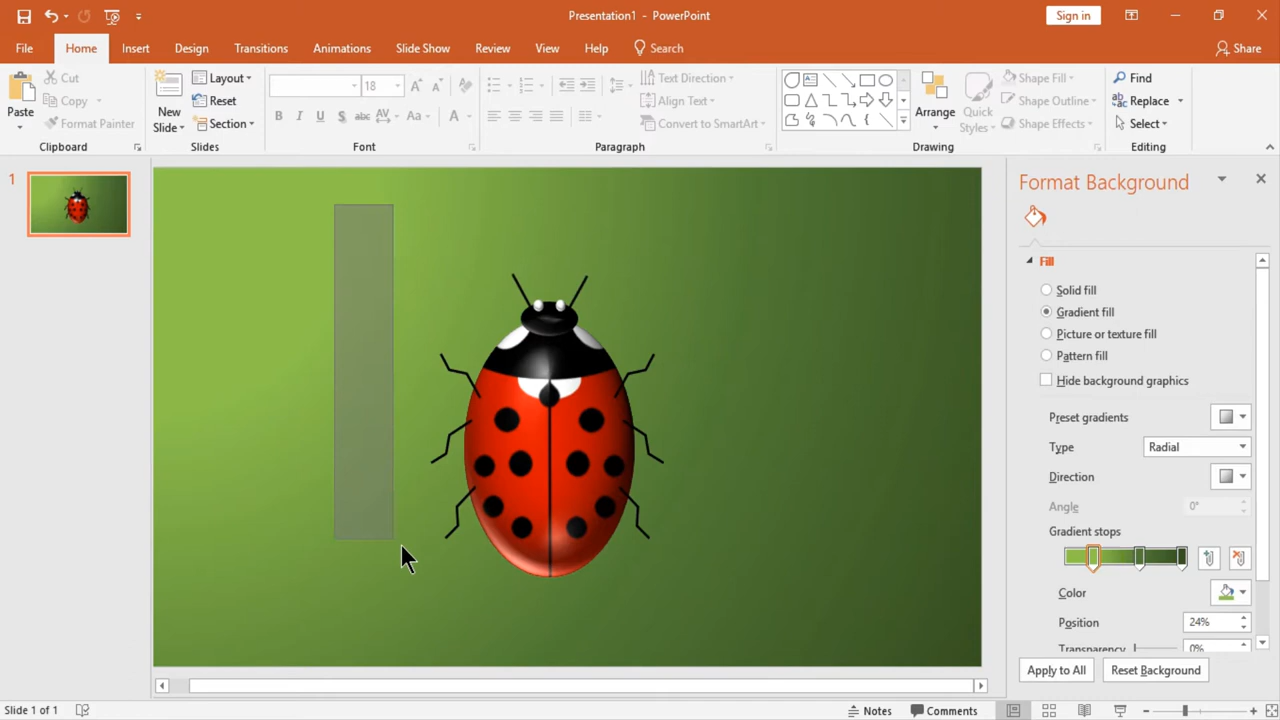 Presentation1 - PowerPoint
Sign in
File Home Insert Design Transitions Animations Slide Show Review View Help Search Share
Paste
Cut
Copy
Format Painter
Clipboard
New Slide
Layout
Reset
Section
Slides
18
B I U S abc AV Aa A
Font
Text Direction
Align Text
Convert to SmartArt
Paragraph
Arrange
Quick Styles
Shape Fill
Shape Outline
Shape Effects
Drawing
Find
Replace
Select
Editing
1
Format Background
Fill
Solid fill
Gradient fill
Picture or texture fill
Pattern fill
Hide background graphics
Preset gradients
Type Radial
Direction
Angle 0°
Gradient stops
Color
Position 24%
Transparency 0%
Apply to All Reset Background
Slide 1 of 1 Notes Comments